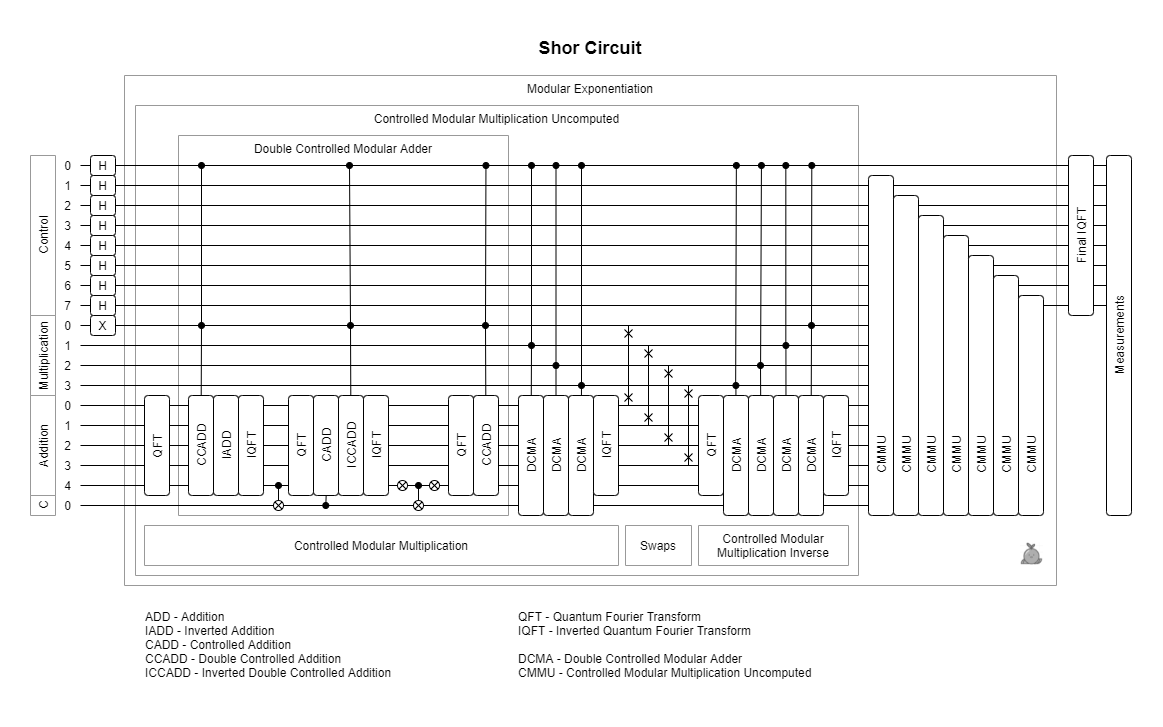 Shor Circuit
Modular Exponentiation
Controlled Modular Multiplication Uncomputed
Double Controlled Modular Adder
Control
0 H
1 H
2 H
3 H
4 H
5 H
6 H
7 H
Multiplication
0 X
1
2
3
Addition
0
1
2
3
4
C
0
QFT
CCADD
IADD
IQFT
QFT
CADD
ICCADD
IQFT
QFT
CCADD
DCMA
DCMA
DCMA
IQFT
QFT
DCMA
DCMA
DCMA
DCMA
IQFT
CMMU
CMMU
CMMU
CMMU
CMMU
CMMU
CMMU
Final IQFT
Measurements
Controlled Modular Multiplication
Swaps
Controlled Modular
Multiplication Inverse
ADD - Addition
IADD - Inverted Addition
CADD - Controlled Addition
CCADD - Double Controlled Addition
ICCADD - Inverted Double Controlled Addition
QFT - Quantum Fourier Transform
IQFT - Inverted Quantum Fourier Transform
DCMA - Double Controlled Modular Adder
CMMU - Controlled Modular Multiplication Uncomputed